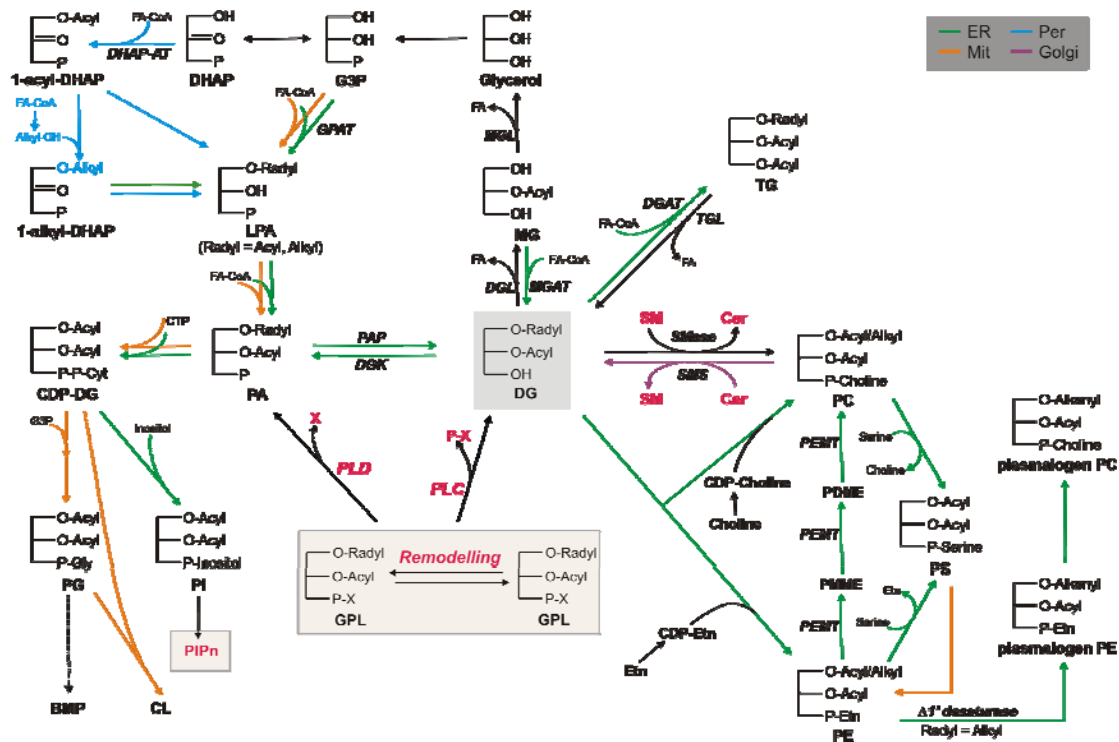 O-Acyl
O
P
1-acyl-DHAP
FA-CoA
DHAP-AT
OH
O
P
DHAP
OH
OH
P
G3P
OH
OH
OH
Glycerol
ER
Per
Mit
Golgi
FA-CoA
Alkyl-OH
FA-CoA
GPAT
FA
MGL
O-Alkyl
O
P
1-alkyl-DHAP
O-Radyl
OH
P
LPA
(Radyl = Acyl, Alkyl)
OH
O-Acyl
OH
MG
O-Radyl
O-Acyl
O-Acyl
TG
DGAT
TGL
FA-CoA
FA
FA-CoA
FA
DGL
FA-CoA
MGAT
O-Acyl
O-Acyl
P-P-Cyt
CDP-DG
CTP
O-Radyl
O-Acyl
P
PA
PAP
DGK
O-Radyl
O-Acyl
OH
DG
SM
Cer
SMase
SMS
SM
Cer
O-Acyl/Alkyl
O-Acyl
P-Choline
PC
G3P
Inositol
X
PLD
P-X
PLC
CDP-Choline
Choline
PEMT
PDME
PEMT
PMME
PEMT
Serine
Choline
O-Acyl
O-Acyl
P-Serine
PS
Etn
Serine
O-Alkenyl
O-Acyl
P-Choline
plasmalogen PC
O-Acyl
O-Acyl
P-Gly
PG
O-Acyl
O-Acyl
P-Inositol
PI
O-Radyl
O-Acyl
P-X
GPL
Remodelling
O-Radyl
O-Acyl
P-X
GPL
O-Alkenyl
O-Acyl
P-Etn
plasmalogen PE
PIPn
CDP-Etn
Etn
BMP
CL
O-Acyl/Alkyl
O-Acyl
P-Etn
PE
Δ1' desaturase
Radyl = Alkyl